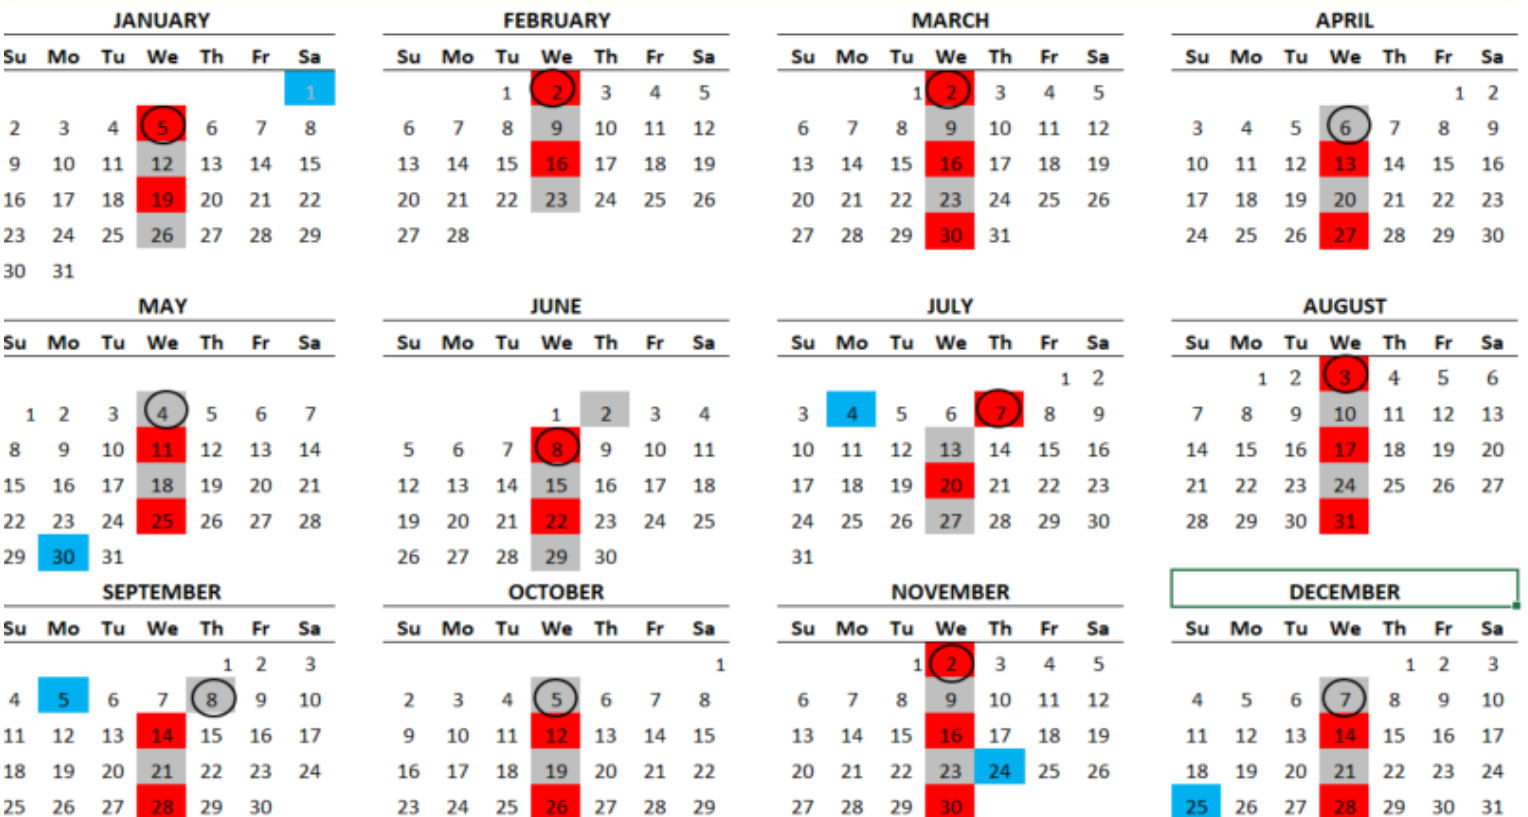 JANUARY FEBRUARY MARCH APRIL
Su Mo Tu We Th Fr Sa Su Mo Tu We Th Fr Sa Su Mo Tu We Th Fr Sa Su Mo Tu We Th Fr Sa
1 1 2 3 4 5 1 2 3 4 5 1 2
2 3 4 5 6 7 8 6 7 8 9 10 11 12 6 7 8 9 10 11 12 3 4 5 6 7 8 9
9 10 11 12 13 14 15 13 14 15 16 17 18 19 13 14 15 16 17 18 19 10 11 12 13 14 15 16
16 17 18 19 20 21 22 20 21 22 23 24 25 26 20 21 22 23 24 25 26 17 18 19 20 21 22 23
23 24 25 26 27 28 29 27 28 27 28 29 30 31 24 25 26 27 28 29 30
30 31
MAY JUNE JULY AUGUST
Su Mo Tu We Th Fr Sa Su Mo Tu We Th Fr Sa Su Mo Tu We Th Fr Sa Su Mo Tu We Th Fr Sa
1 2 1 2 3 4 5 6
1 2 3 4 5 6 7 1 2 3 4 3 4 5 6 7 8 9 7 8 9 10 11 12 13
8 9 10 11 12 13 14 5 6 7 8 9 10 11 10 11 12 13 14 15 16 14 15 16 17 18 19 20
15 16 17 18 19 20 21 12 13 14 15 16 17 18 17 18 19 20 21 22 23 21 22 23 24 25 26 27
22 23 24 25 26 27 28 19 20 21 22 23 24 25 24 25 26 27 28 29 30 28 29 30 31
29 30 31 26 27 28 29 30 31
SEPTEMBER OCTOBER NOVEMBER DECEMBER
Su Mo Tu We Th Fr Sa Su Mo Tu We Th Fr Sa Su Mo Tu We Th Fr Sa Su Mo Tu We Th Fr Sa
1 2 3 1 1 2 3 4 5 1 2 3
4 5 6 7 8 9 10 2 3 4 5 6 7 8 6 7 8 9 10 11 12 4 5 6 7 8 9 10
11 12 13 14 15 16 17 9 10 11 12 13 14 15 13 14 15 16 17 18 19 11 12 13 14 15 16 17
18 19 20 21 22 23 24 16 17 18 19 20 21 22 20 21 22 23 24 25 26 18 19 20 21 22 23 24
25 26 27 28 29 30 23 24 25 26 27 28 29 27 28 29 30 25 26 27 28 29 30 31